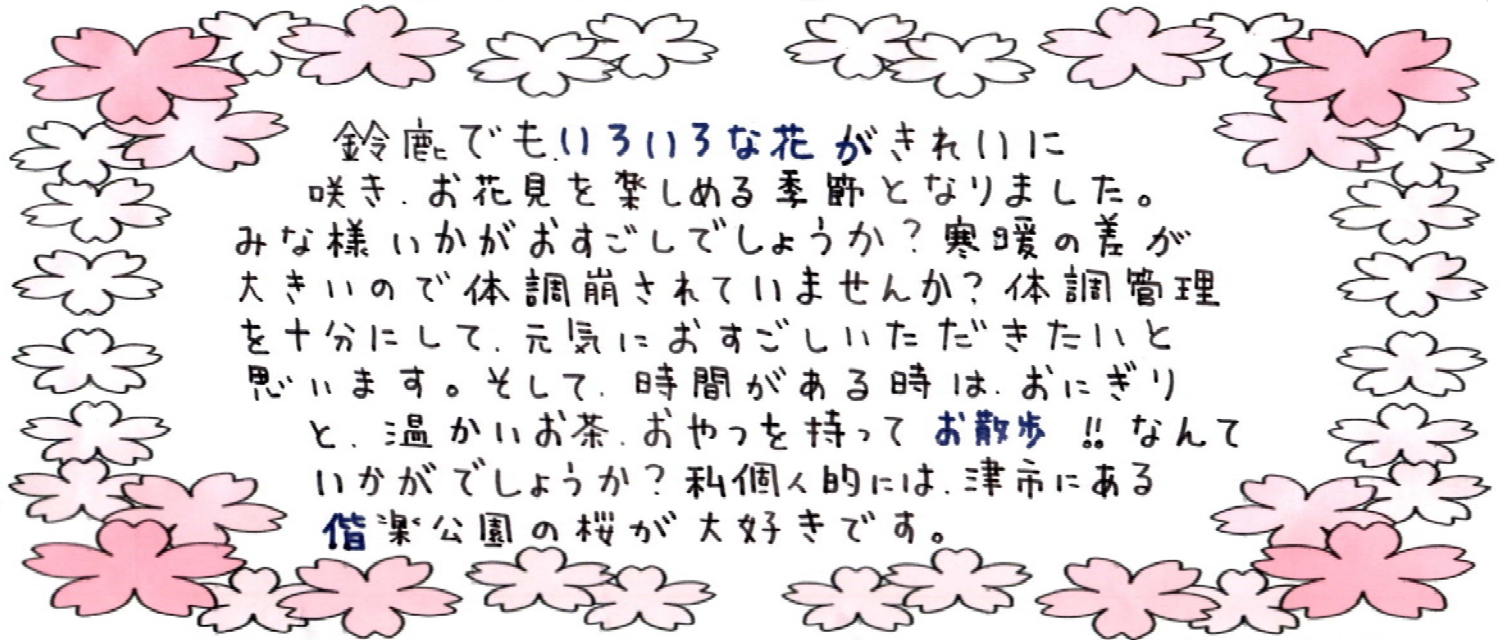 鈴鹿でも、いろいろな花がきれいに
咲き、お花見を楽しめる季節となりました。
みな様いかがおすごしでしょうか？寒暖の差が
大きいので体調崩されていませんか？体調管理
を十分にして、元気におすごしいただきたいと
思います。そして、時間がある時は、おにぎり
と、温かいお茶、おやつを持ってお散歩!!なんて
いかがでしょうか？私個人的には、津市にある
偕楽公園の桜が大好きです。